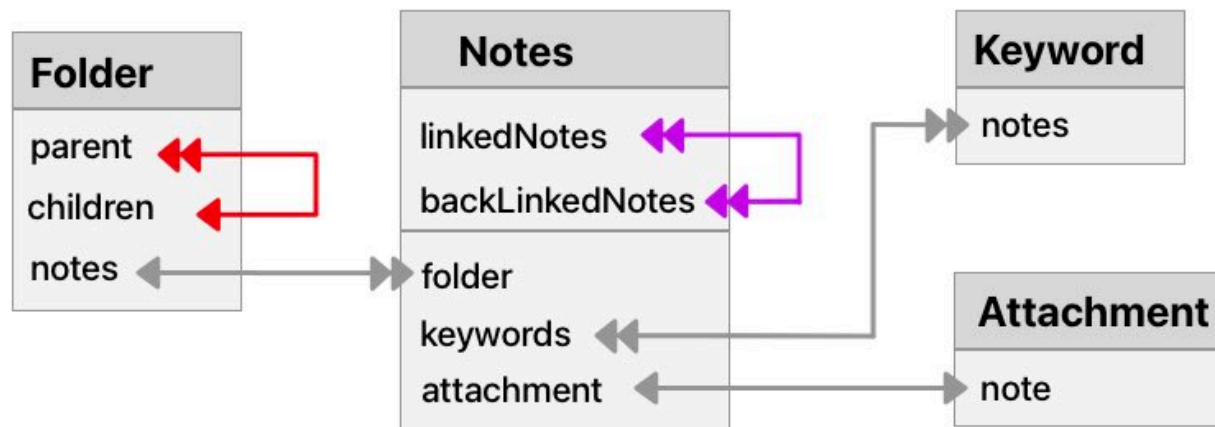 Folder
parent
children
notes
Notes
linkedNotes
backLinkedNotes
folder
keywords
attachment
Keyword
notes
Attachment
note